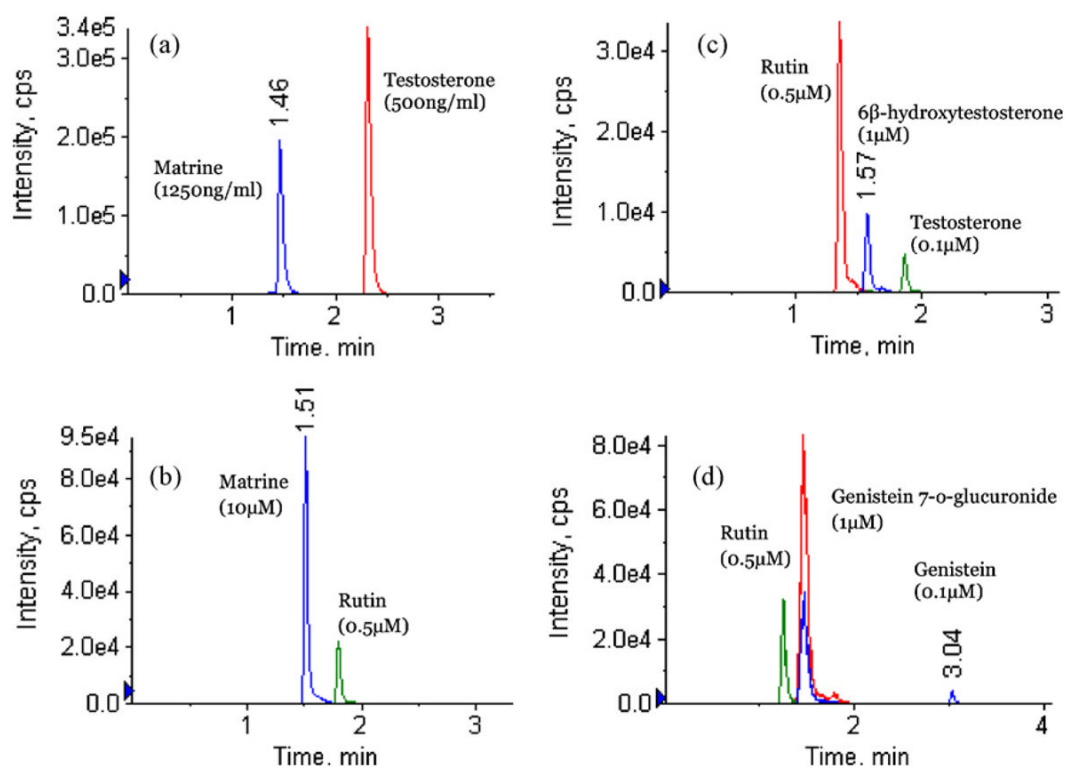 (a)
Intensity, cps
3.4e5
3.0e5
2.0e5
1.0e5
0.0
1.46
Matrine
(1250ng/ml)
Testosterone
(500ng/ml)
1
2
3
Time, min
(c)
Intensity, cps
3.0e4
2.0e4
1.0e4
0.0
Rutin
(0.5µM)
6β-hydroxytestosterone
(1µM)
1.57
Testosterone
(0.1µM)
1
2
3
Time, min
(b)
Intensity, cps
9.5e4
8.0e4
6.0e4
4.0e4
2.0e4
0.0
1.51
Matrine
(10µM)
Rutin
(0.5µM)
1
2
3
Time, min
(d)
Intensity, cps
8.0e4
6.0e4
4.0e4
2.0e4
0.0
Rutin
(0.5µM)
Genistein 7-o-glucuronide
(1µM)
Genistein
(0.1µM)
3.04
2
4
Time, min